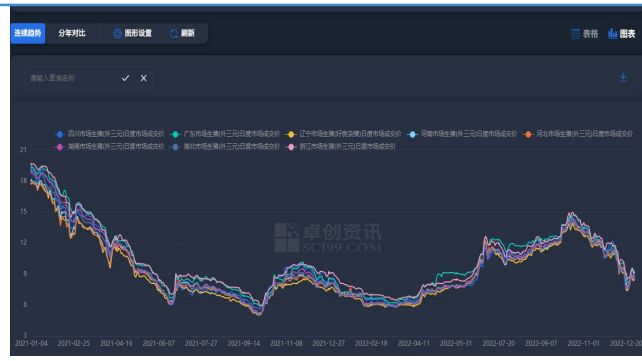 连续趋势 分年对比 图形设置 刷新 表格 图表
请输入图表名称
四川市场生猪(外三元)日度市场成交价 广东市场生猪(外三元)日度市场成交价 辽宁市场生猪(好良杂猪)日度市场成交价 河南市场生猪(外三元)日度市场成交价 河北市场生猪(外三元)日度市场成交价
湖南市场生猪(外三元)日度市场成交价 湖北市场生猪(外三元)日度市场成交价 浙江市场生猪(外三元)日度市场成交价
21
18
15
12
9
6
3
卓创资讯
SCI99.COM
2021-01-04 2021-02-25 2021-04-16 2021-06-07 2021-07-27 2021-09-14 2021-11-08 2021-12-27 2022-02-18 2022-04-11 2022-05-31 2022-07-20 2022-09-07 2022-11-01 2022-12-20